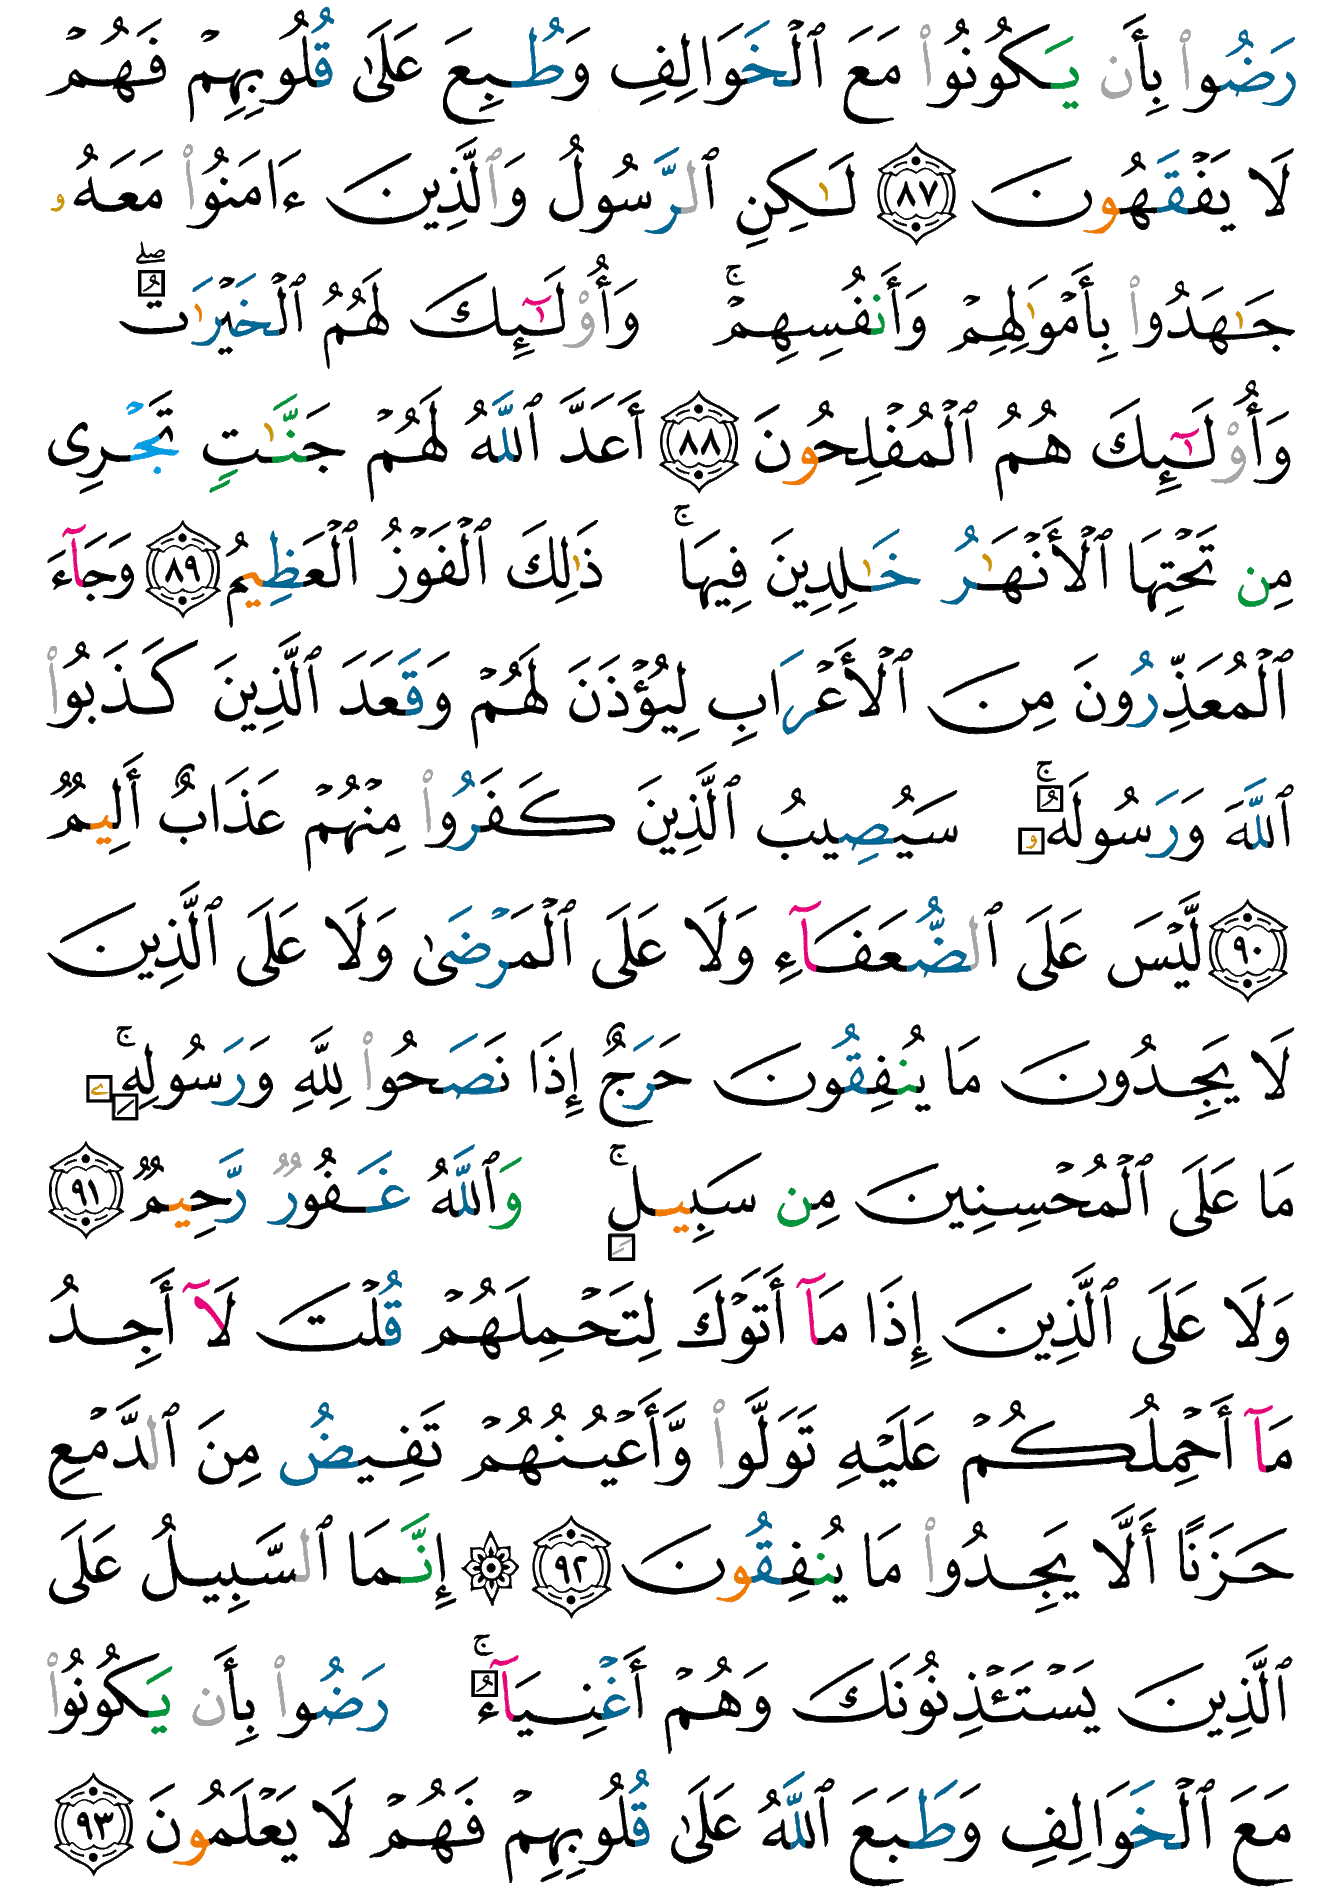 رَضُوا۟ بِأَن يَكُونُوا۟ مَعَ ٱلْخَوَالِفِ وَطُبِعَ عَلَىٰ قُلُوبِهِمْ فَهُمْ
لَا يَفْقَهُونَ ٨٧ لَـٰكِنِ ٱلرَّسُولُ وَٱلَّذِينَ ءَامَنُوا۟ مَعَهُۥ
جَـٰهَدُوا۟ بِأَمْوَٰلِهِمْ وَأَنفُسِهِمْ ۚ وَأُو۟لَـٰٓئِكَ لَهُمُ ٱلْخَيْرَٰتُ ۖ
وَأُو۟لَـٰٓئِكَ هُمُ ٱلْمُفْلِحُونَ ٨٨ أَعَدَّ ٱللَّهُ لَهُمْ جَنَّـٰتٍ تَجْرِى
مِن تَحْتِهَا ٱلْأَنْهَـٰرُ خَـٰلِدِينَ فِيهَا ۚ ذَٰلِكَ ٱلْفَوْزُ ٱلْعَظِيمُ ٨٩ وَجَآءَ
ٱلْمُعَذِّرُونَ مِنَ ٱلْأَعْرَابِ لِيُؤْذَنَ لَهُمْ وَقَعَدَ ٱلَّذِينَ كَذَبُوا۟
ٱللَّهَ وَرَسُولَهُۥ ۚ سَيُصِيبُ ٱلَّذِينَ كَفَرُوا۟ مِنْهُمْ عَذَابٌ أَلِيمٌ
٩٠ لَّيْسَ عَلَى ٱلضُّعَفَآءِ وَلَا عَلَى ٱلْمَرْضَىٰ وَلَا عَلَى ٱلَّذِينَ
لَا يَجِدُونَ مَا يُنفِقُونَ حَرَجٌ إِذَا نَصَحُوا۟ لِلَّهِ وَرَسُولِهِۦ ۚ
مَا عَلَى ٱلْمُحْسِنِينَ مِن سَبِيلٍ ۚ وَٱللَّهُ غَفُورٌ رَّحِيمٌ ٩١
وَلَا عَلَى ٱلَّذِينَ إِذَا مَآ أَتَوْكَ لِتَحْمِلَهُمْ قُلْتَ لَآ أَجِدُ
مَآ أَحْمِلُكُمْ عَلَيْهِ تَوَلَّوا۟ وَّأَعْيُنُهُمْ تَفِيضُ مِنَ ٱلدَّمْعِ
حَزَنًا أَلَّا يَجِدُوا۟ مَا يُنفِقُونَ ٩٢ ۞ إِنَّمَا ٱلسَّبِيلُ عَلَى
ٱلَّذِينَ يَسْتَـْٔذِنُونَكَ وَهُمْ أَغْنِيَآءُ ۚ رَضُوا۟ بِأَن يَكُونُوا۟
مَعَ ٱلْخَوَالِفِ وَطَبَعَ ٱللَّهُ عَلَىٰ قُلُوبِهِمْ فَهُمْ لَا يَعْلَمُونَ ٩٣